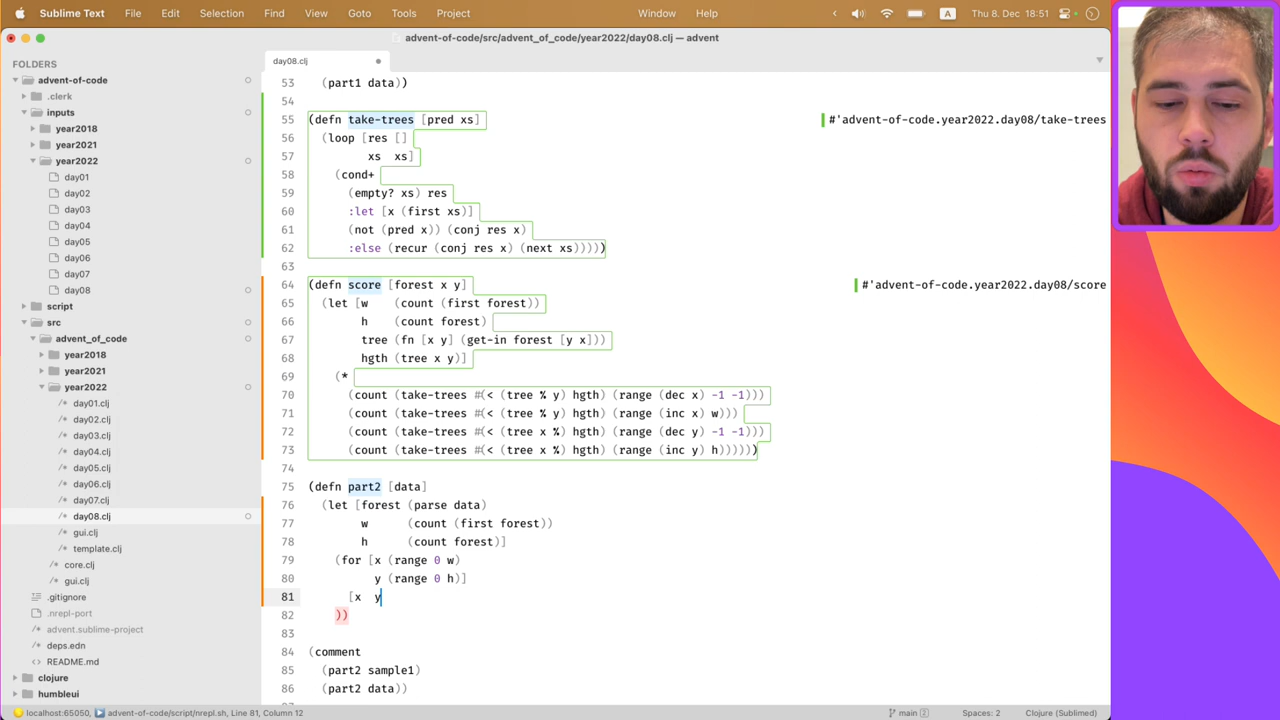 Sublime Text File Edit Selection Find View Goto Tools Project Window Help A Thu 8. Dec 18:51
advent-of-code/src/advent_of_code/year2022/day08.clj — advent
FOLDERS
advent-of-code
.clerk
inputs
year2018
year2021
year2022
day01
day02
day03
day04
day05
day06
day07
day08
script
src
advent_of_code
year2018
year2021
year2022
day01.clj
day02.clj
day03.clj
day04.clj
day05.clj
day06.clj
day07.clj
day08.clj
gui.clj
template.clj
core.clj
gui.clj
.gitignore
.nrepl-port
advent.sublime-project
deps.edn
README.md
clojure
humbleui
day08.clj
53 (part1 data))
54
55 (defn take-trees [pred xs] #'advent-of-code.year2022.day08/take-trees
56 (loop [res []
57 xs xs]
58 (cond+
59 (empty? xs) res
60 :let [x (first xs)]
61 (not (pred x)) (conj res x)
62 :else (recur (conj res x) (next xs)))))
63
64 (defn score [forest x y] #'advent-of-code.year2022.day08/score
65 (let [w (count (first forest))
66 h (count forest)
67 tree (fn [x y] (get-in forest [y x]))
68 hgth (tree x y)]
69 (*
70 (count (take-trees #(< (tree % y) hgth) (range (dec x) -1 -1)))
71 (count (take-trees #(< (tree % y) hgth) (range (inc x) w)))
72 (count (take-trees #(< (tree x %) hgth) (range (dec y) -1 -1)))
73 (count (take-trees #(< (tree x %) hgth) (range (inc y) h)))))
74
75 (defn part2 [data]
76 (let [forest (parse data)
77 w (count (first forest))
78 h (count forest)]
79 (for [x (range 0 w)
80 y (range 0 h)]
81 [x y
82 ))
83
84 (comment
85 (part2 sample1)
86 (part2 data))
localhost:65050, advent-of-code/script/nrepl.sh, Line 81, Column 12 main 2 Spaces: 2 Clojure (Sublimed)